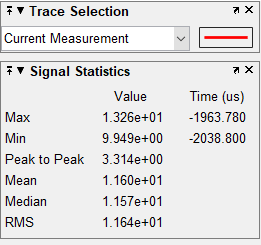 Trace Selection
Current Measurement
Signal Statistics
Value Time (us)
Max 1.326e+01 -1963.780
Min 9.949e+00 -2038.800
Peak to Peak 3.314e+00
Mean 1.160e+01
Median 1.157e+01
RMS 1.164e+01